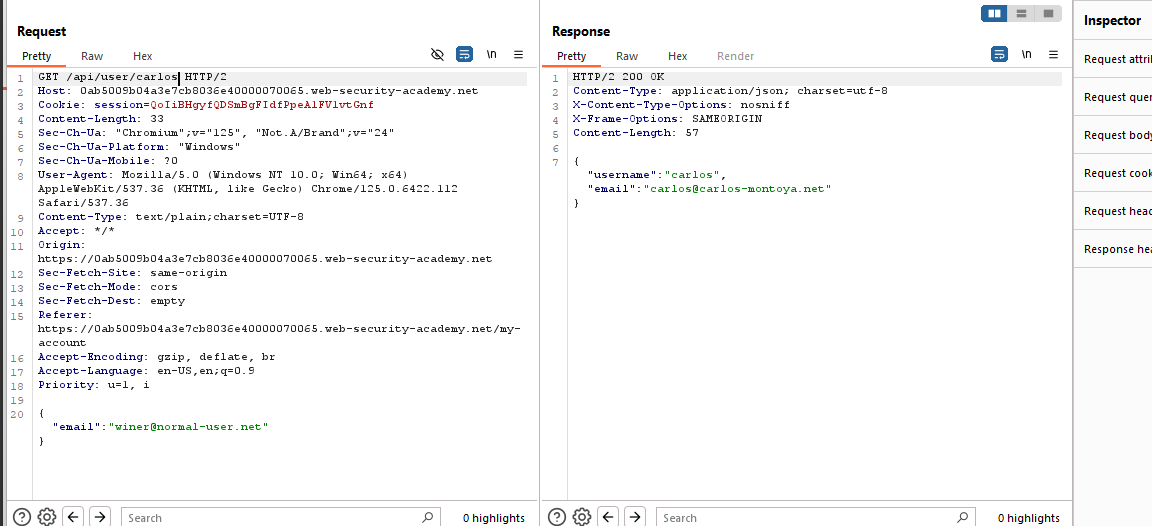 Request
Pretty Raw Hex \n
1 GET /api/user/carlos HTTP/2
2 Host: 0ab5009b04a3e7cb8036e40000070065.web-security-academy.net
3 Cookie: session=QoIiBHgyfQDSmBgFIdfPpeAlFVlvtGnf
4 Content-Length: 33
5 Sec-Ch-Ua: "Chromium";v="125", "Not.A/Brand";v="24"
6 Sec-Ch-Ua-Platform: "Windows"
7 Sec-Ch-Ua-Mobile: ?0
8 User-Agent: Mozilla/5.0 (Windows NT 10.0; Win64; x64)
AppleWebKit/537.36 (KHTML, like Gecko) Chrome/125.0.6422.112
Safari/537.36
9 Content-Type: text/plain;charset=UTF-8
10 Accept: */*
11 Origin:
https://0ab5009b04a3e7cb8036e40000070065.web-security-academy.net
12 Sec-Fetch-Site: same-origin
13 Sec-Fetch-Mode: cors
14 Sec-Fetch-Dest: empty
15 Referer:
https://0ab5009b04a3e7cb8036e40000070065.web-security-academy.net/my-
account
16 Accept-Encoding: gzip, deflate, br
17 Accept-Language: en-US,en;q=0.9
18 Priority: u=1, i
19
20 {
"email":"winer@normal-user.net"
}
Search 0 highlights
Response
Pretty Raw Hex Render \n
1 HTTP/2 200 OK
2 Content-Type: application/json; charset=utf-8
3 X-Content-Type-Options: nosniff
4 X-Frame-Options: SAMEORIGIN
5 Content-Length: 57
6
7 {
"username":"carlos",
"email":"carlos@carlos-montoya.net"
}
Search 0 highlights
Inspector
Request attri
Request quer
Request body
Request cook
Request head
Response hea